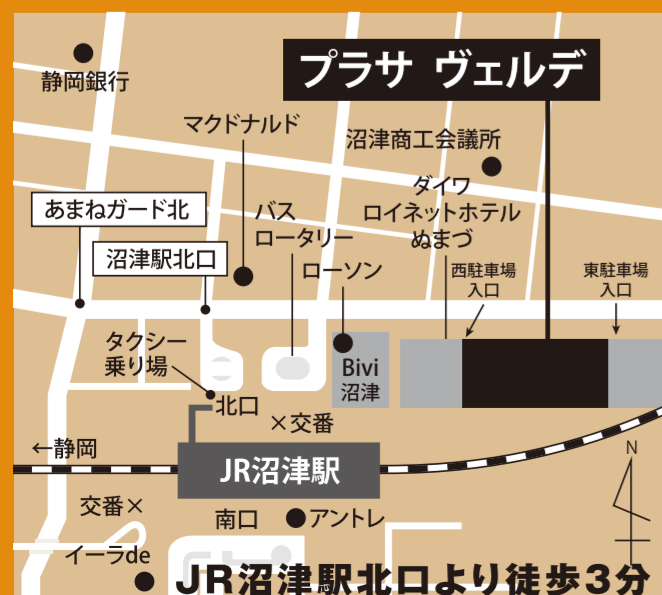 静岡銀行
プラサ ヴェルデ
マクドナルド
沼津商工会議所
ダイワ
ロイネットホテル
ぬまづ
あまねガード北
バス
ロータリー
沼津駅北口
ローソン
西駐車場
入口
東駐車場
入口
タクシー
乗り場
Bivi
沼津
北口
×交番
←静岡
JR沼津駅
N
交番×
南口
アントレ
イーラde
JR沼津駅北口より徒歩3分